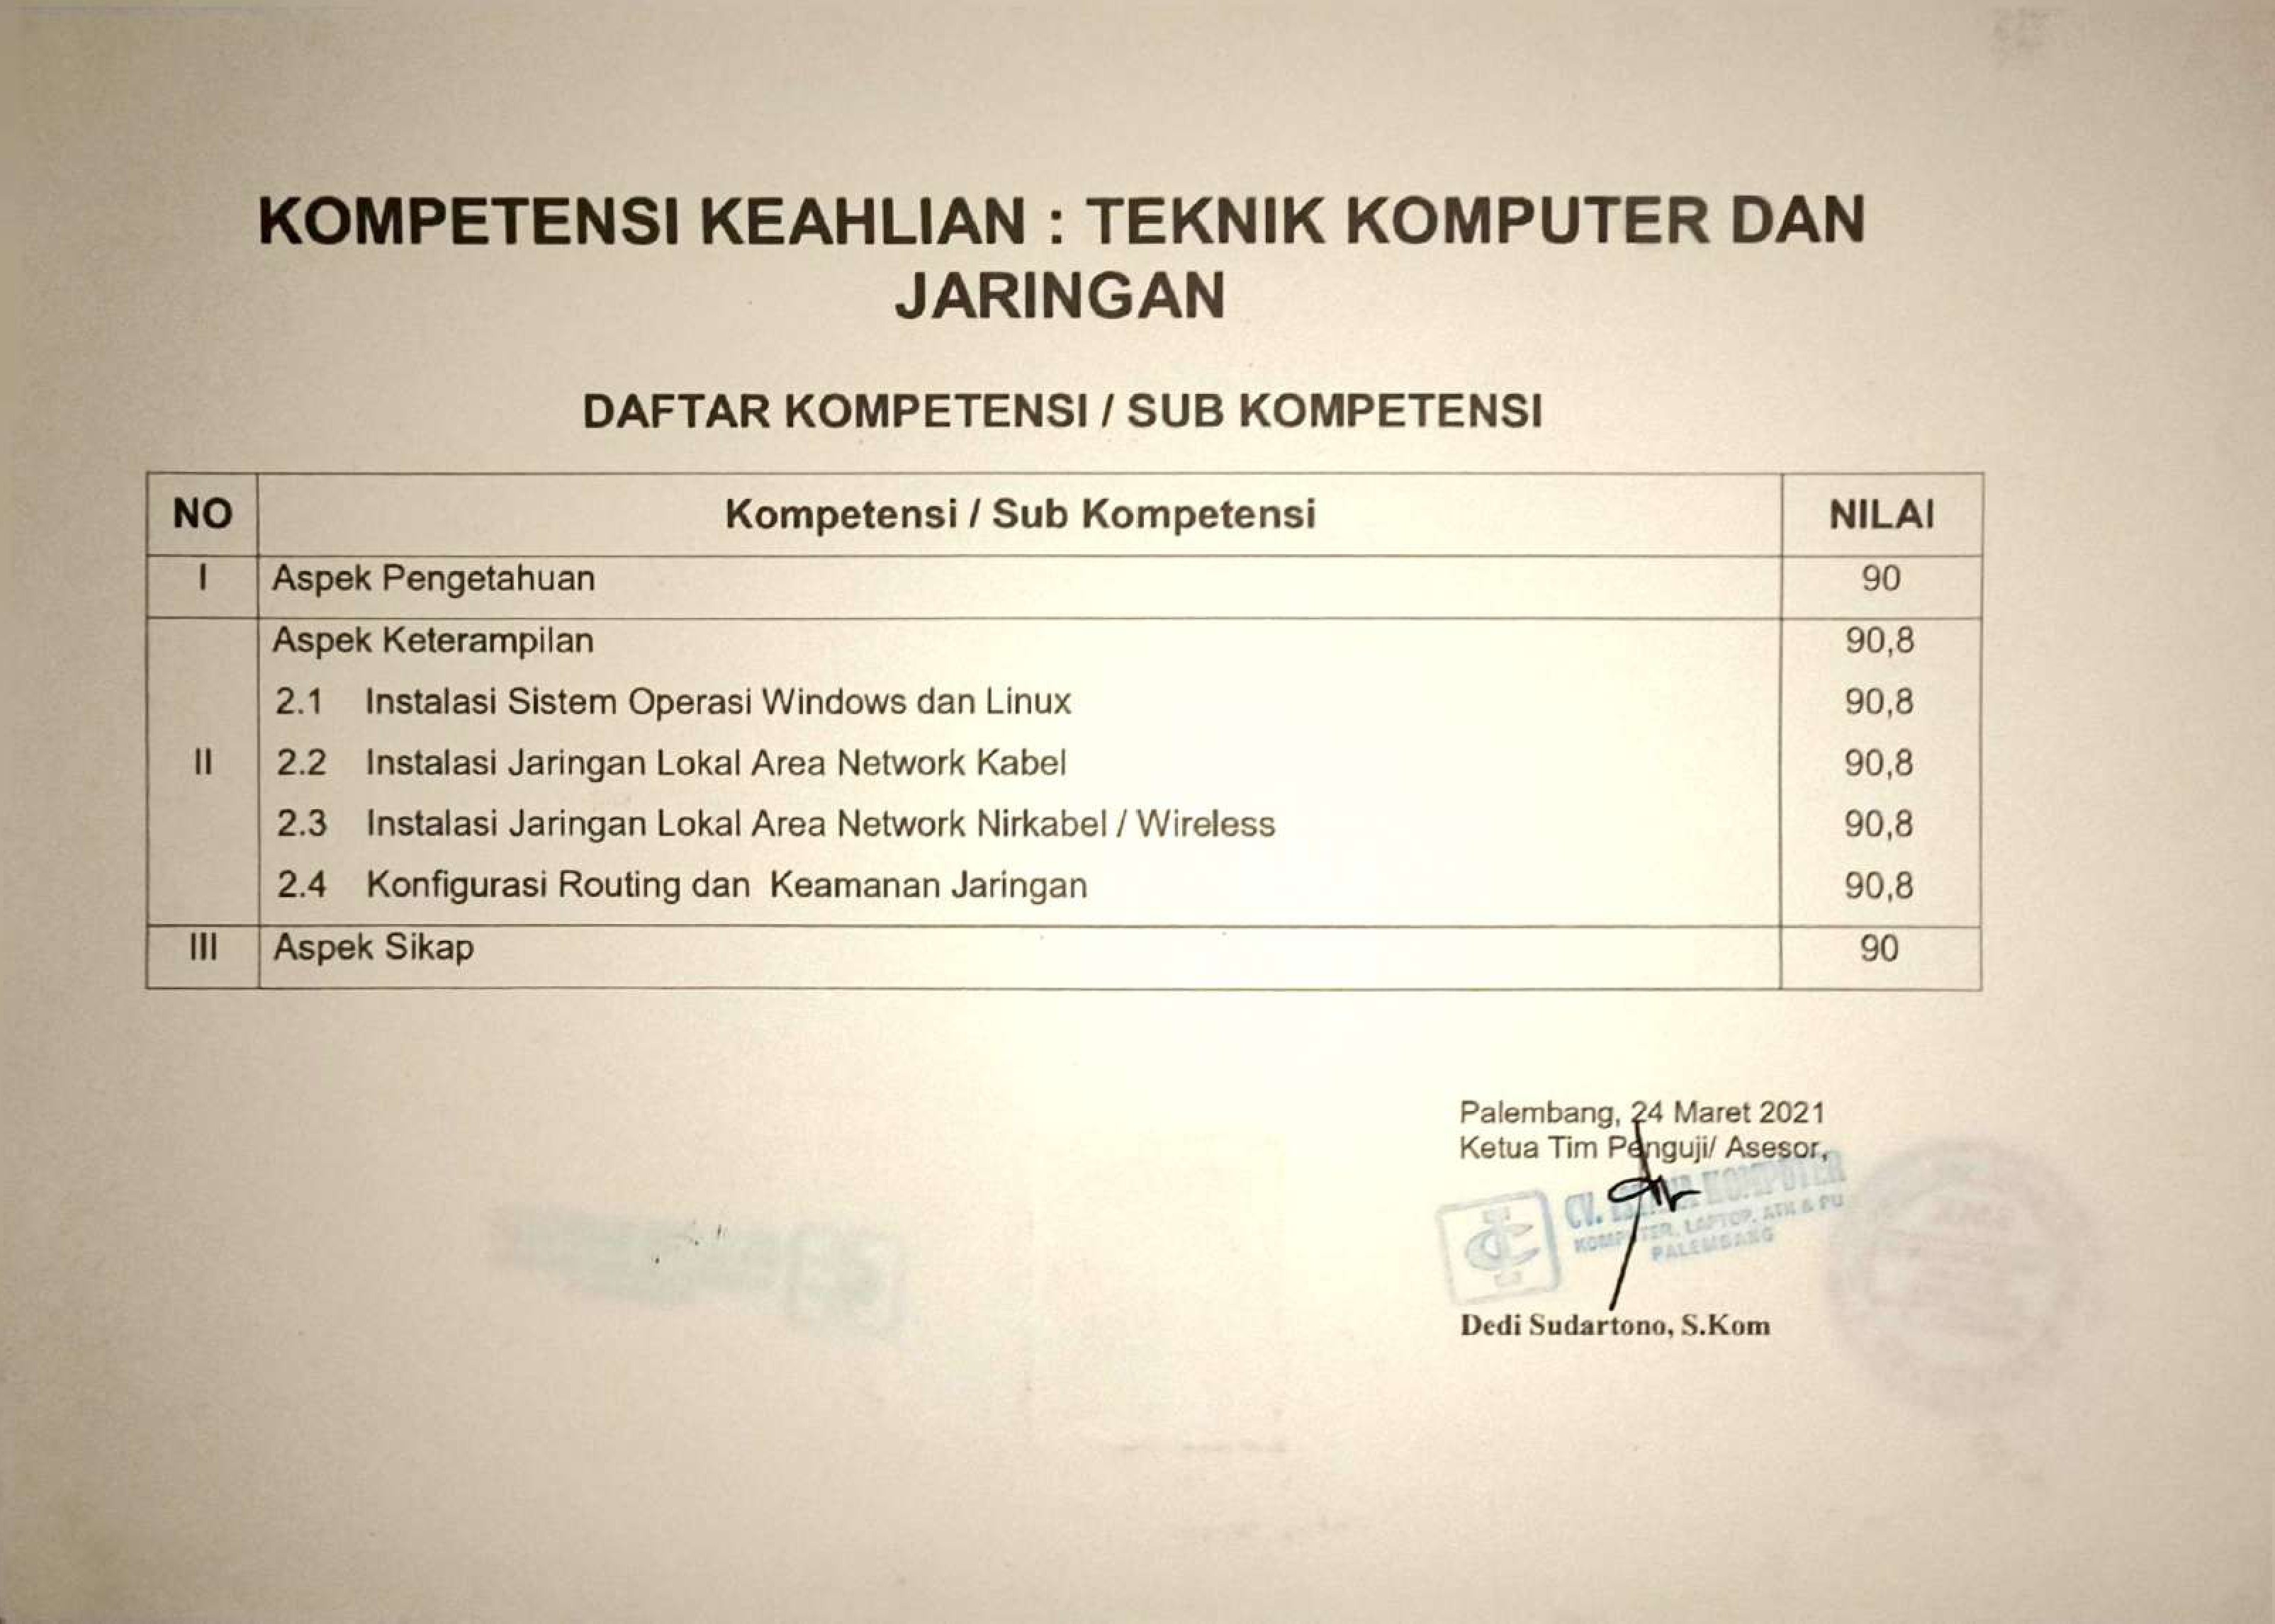 KOMPETENSI KEAHLIAN : TEKNIK KOMPUTER DAN
JARINGAN
DAFTAR KOMPETENSI / SUB KOMPETENSI
NO Kompetensi / Sub Kompetensi NILAI
I Aspek Pengetahuan 90
Aspek Keterampilan 90,8
2.1 Instalasi Sistem Operasi Windows dan Linux 90,8
II 2.2 Instalasi Jaringan Lokal Area Network Kabel 90,8
2.3 Instalasi Jaringan Lokal Area Network Nirkabel / Wireless 90,8
2.4 Konfigurasi Routing dan Keamanan Jaringan 90,8
III Aspek Sikap 90
Palembang, 24 Maret 2021
Ketua Tim Penguji/ Asesor,
CV. KOMPUTER
KOMPUTER, LAPTOP, ATK & PU
PALEMBANG
Dedi Sudartono, S.Kom